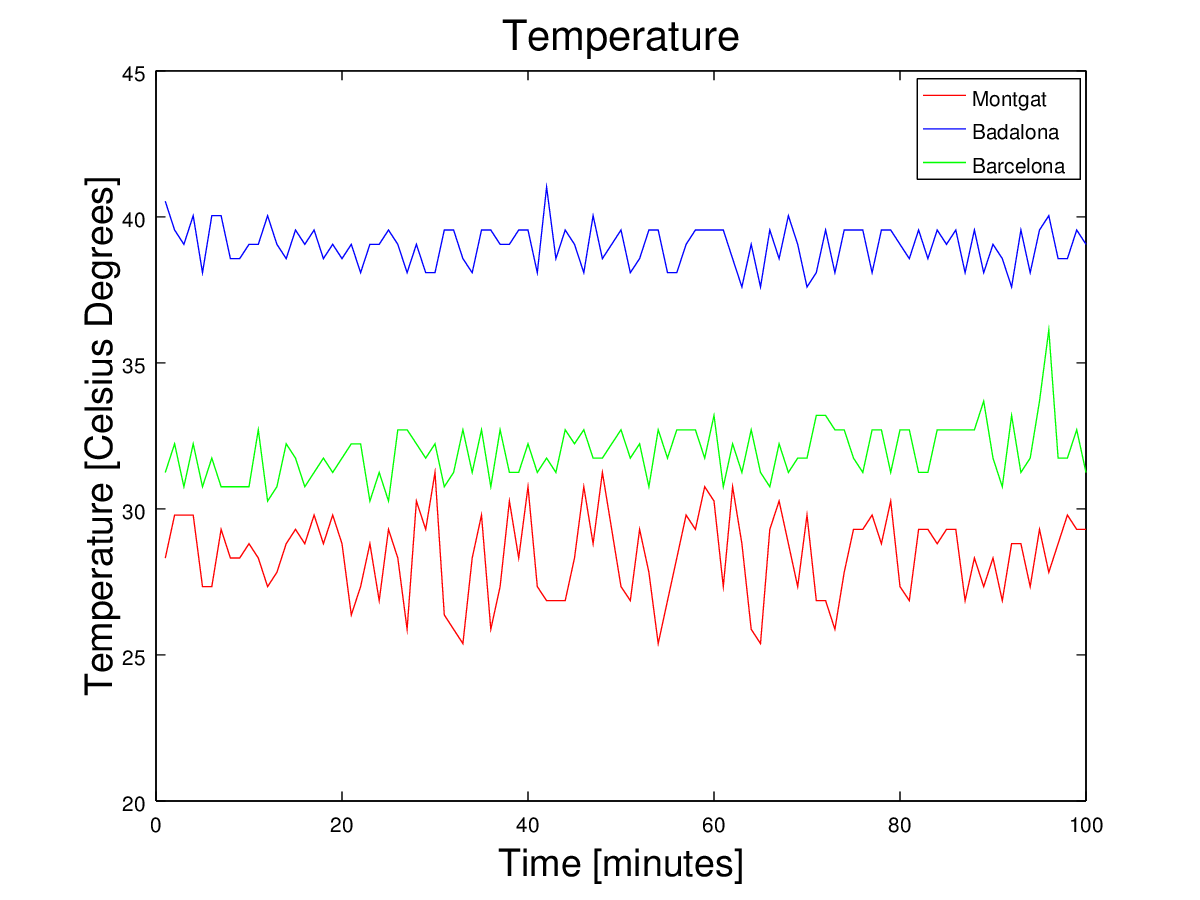 Temperature
Montgat
Badalona
Barcelona
Temperature [Celsius Degrees]
45
40
35
30
25
20
0 20 40 60 80 100
Time [minutes]